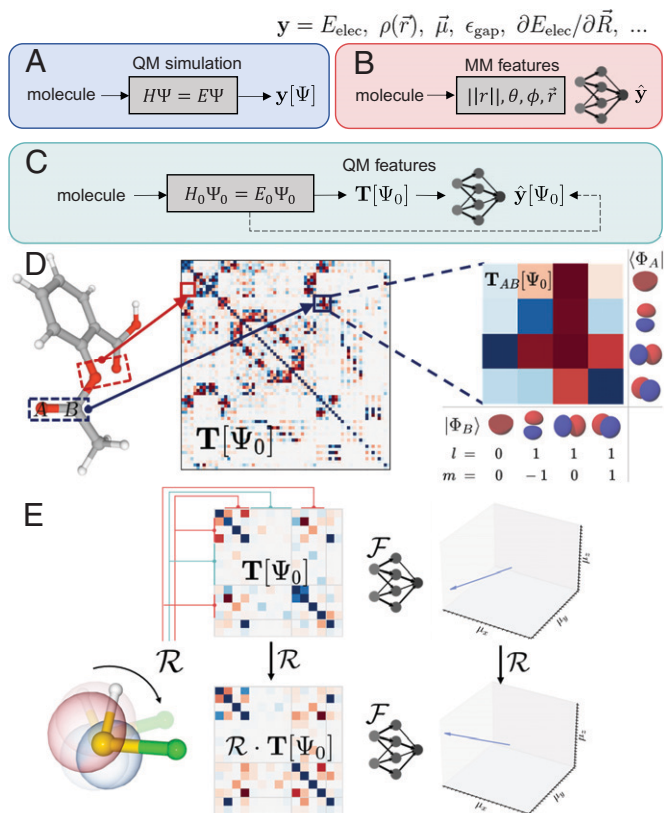 y = E_elec, ρ(r⃗), μ⃗, ϵ_gap, ∂E_elec/∂R⃗, ...
A
QM simulation
molecule
HΨ = EΨ
y[Ψ]
B
MM features
molecule
||r||, θ, ϕ, r⃗
ŷ
C
QM features
molecule
H₀Ψ₀ = E₀Ψ₀
T[Ψ₀]
ŷ[Ψ₀]
D
A B
T[Ψ₀]
T_AB[Ψ₀]
⟨Φ_A|
|Φ_B⟩
l = 0 1 1 1
m = 0 −1 0 1
E
T[Ψ₀]
ℱ
μ_z
μ_x
μ_y
ℛ
ℛ
ℛ
ℛ · T[Ψ₀]
ℱ
μ_z
μ_x
μ_y